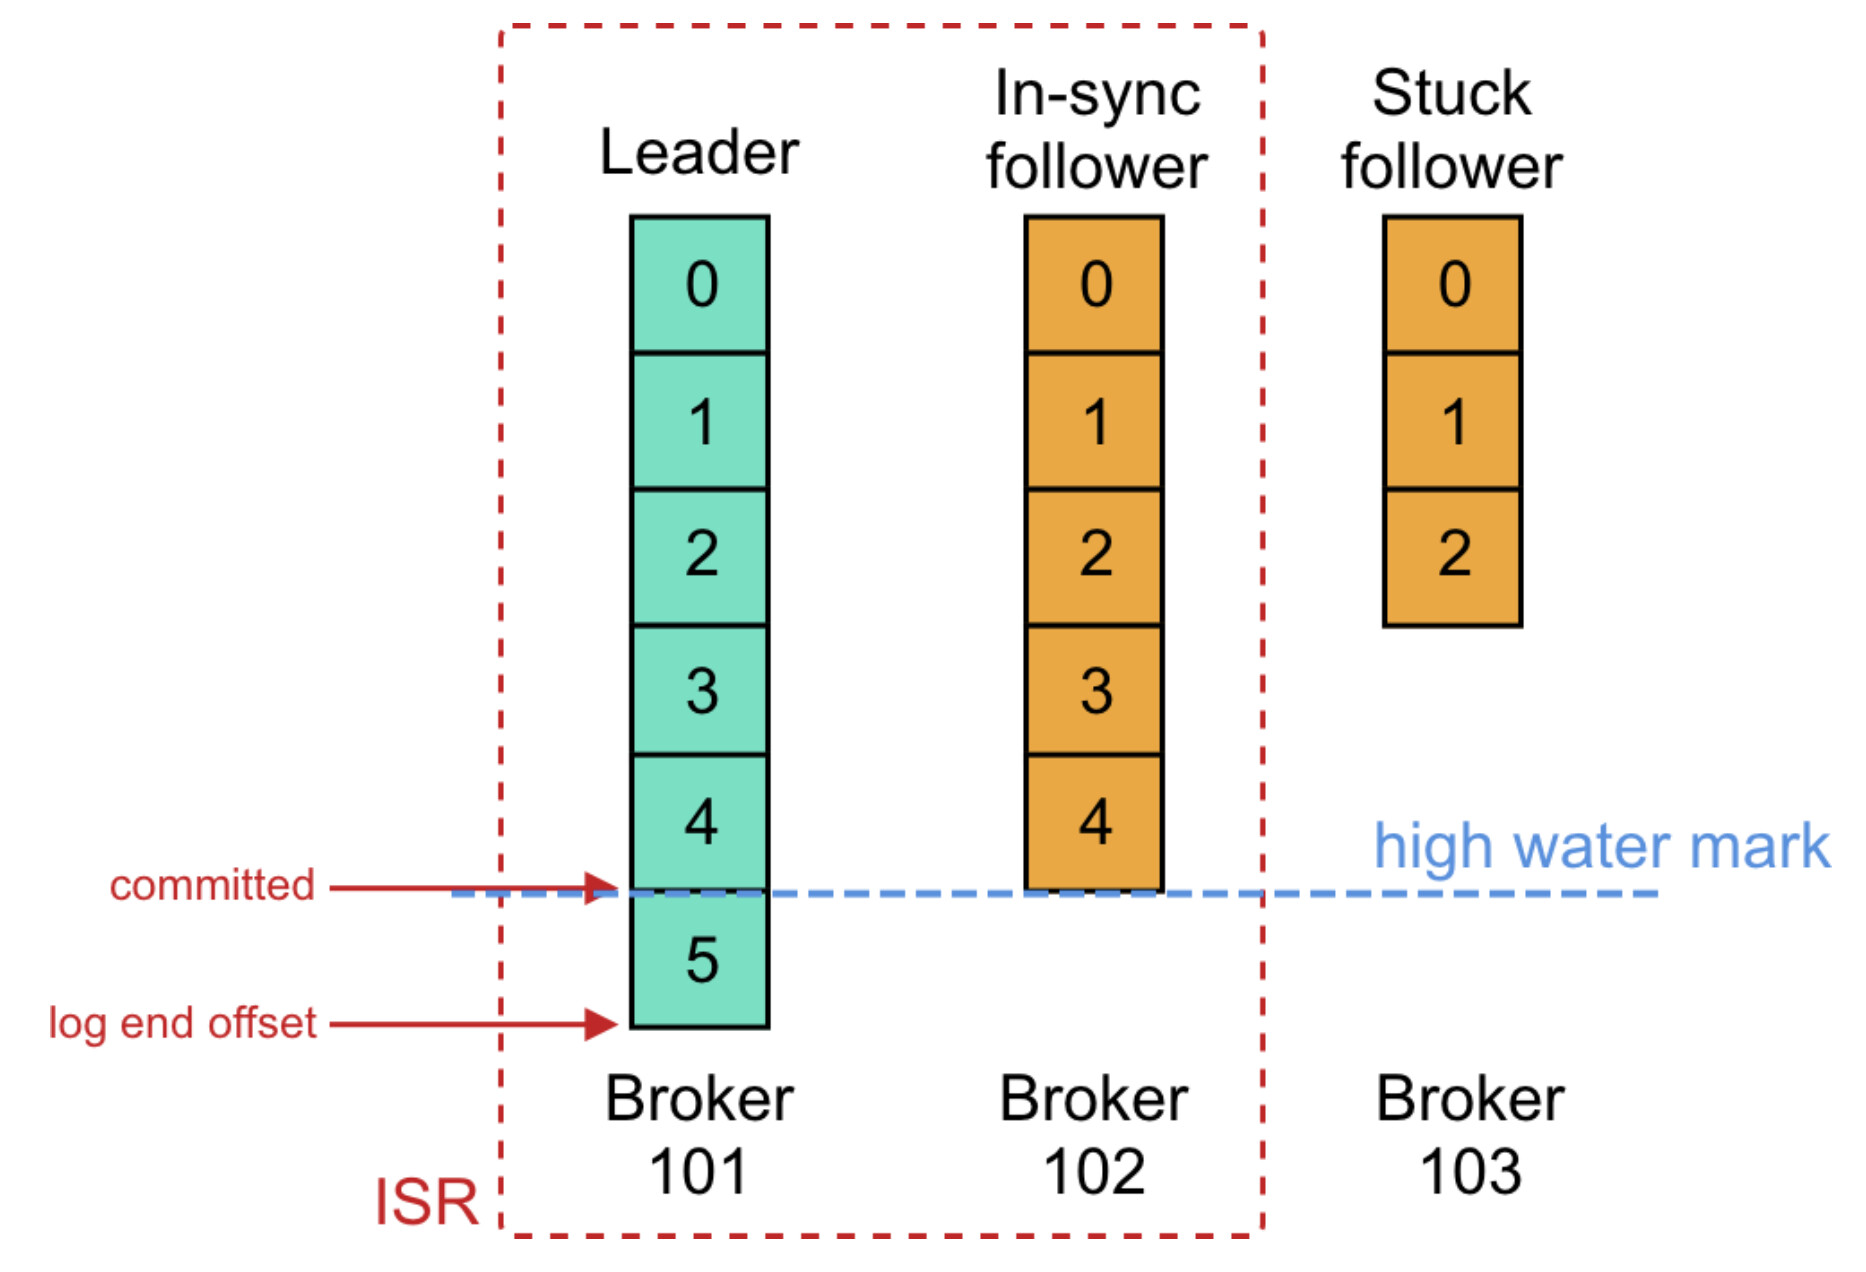 Leader
In-sync
follower
Stuck
follower
0
1
2
3
4
5
0
1
2
3
4
0
1
2
high water mark
committed
log end offset
Broker
101
Broker
102
Broker
103
ISR